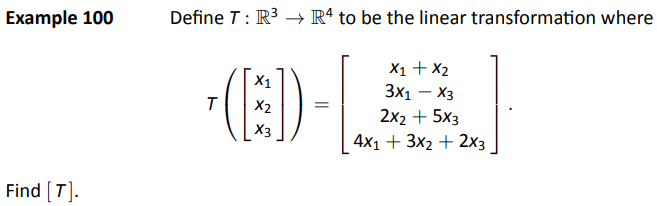 Example 100 Define T : ℝ³ → ℝ⁴ to be the linear transformation where
T([x₁ x₂ x₃]) = [x₁ + x₂
3x₁ − x₃
2x₂ + 5x₃
4x₁ + 3x₂ + 2x₃].
Find [T].